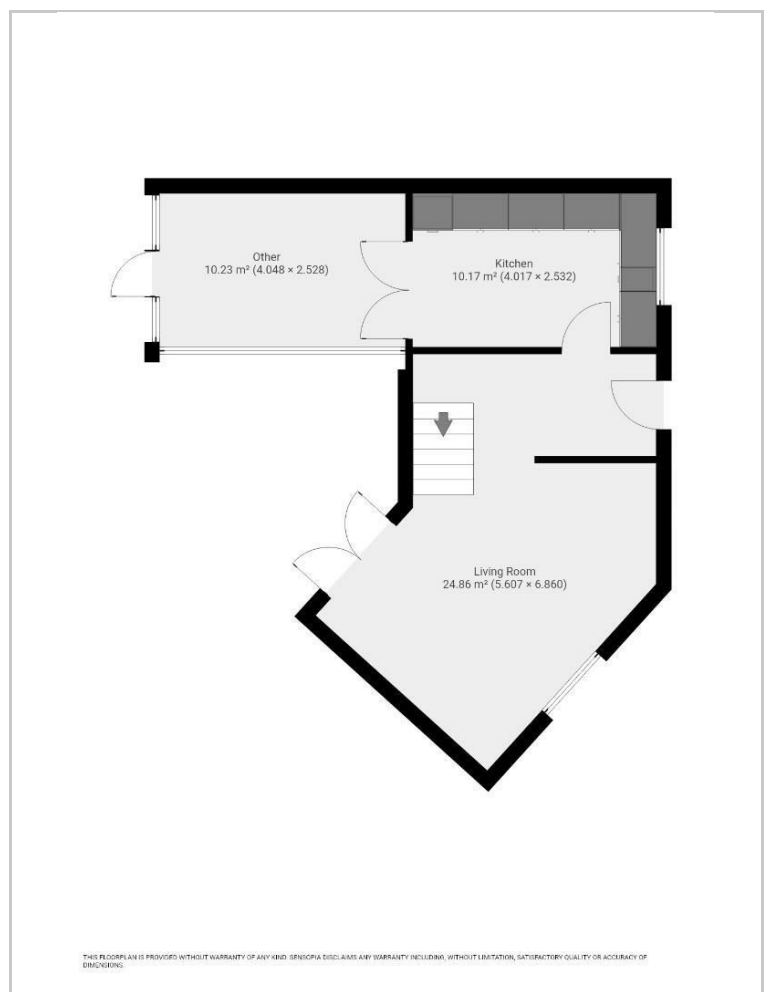 Other
10.23 m² (4.048 × 2.528)
Kitchen
10.17 m² (4.017 × 2.532)
Living Room
24.86 m² (5.607 × 6.860)
THIS FLOORPLAN IS PROVIDED WITHOUT WARRANTY OF ANY KIND. SENSOPIA DISCLAIMS ANY WARRANTY INCLUDING, WITHOUT LIMITATION, SATISFACTORY QUALITY OR ACCURACY OF
DIMENSIONS.